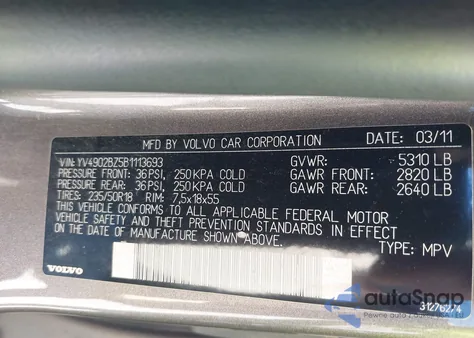 MFD BY VOLVO CAR CORPORATION DATE: 03/11
VIN: YV4902BZ5B1113693 GVWR: 5310 LB
PRESSURE FRONT: 36PSI, 250KPA COLD GAWR FRONT: 2820 LB
PRESSURE REAR: 36PSI, 250KPA COLD GAWR REAR: 2640 LB
TIRES: 235/50R18 RIM: 7,5x18x55
THIS VEHICLE CONFORMS TO ALL APPLICABLE FEDERAL MOTOR
VEHICLE SAFETY AND THEFT PREVENTION STANDARDS IN EFFECT
ON THE DATE OF MANUFACTURE SHOWN ABOVE.
TYPE: MPV
VOLVO
31276274
autoSnap